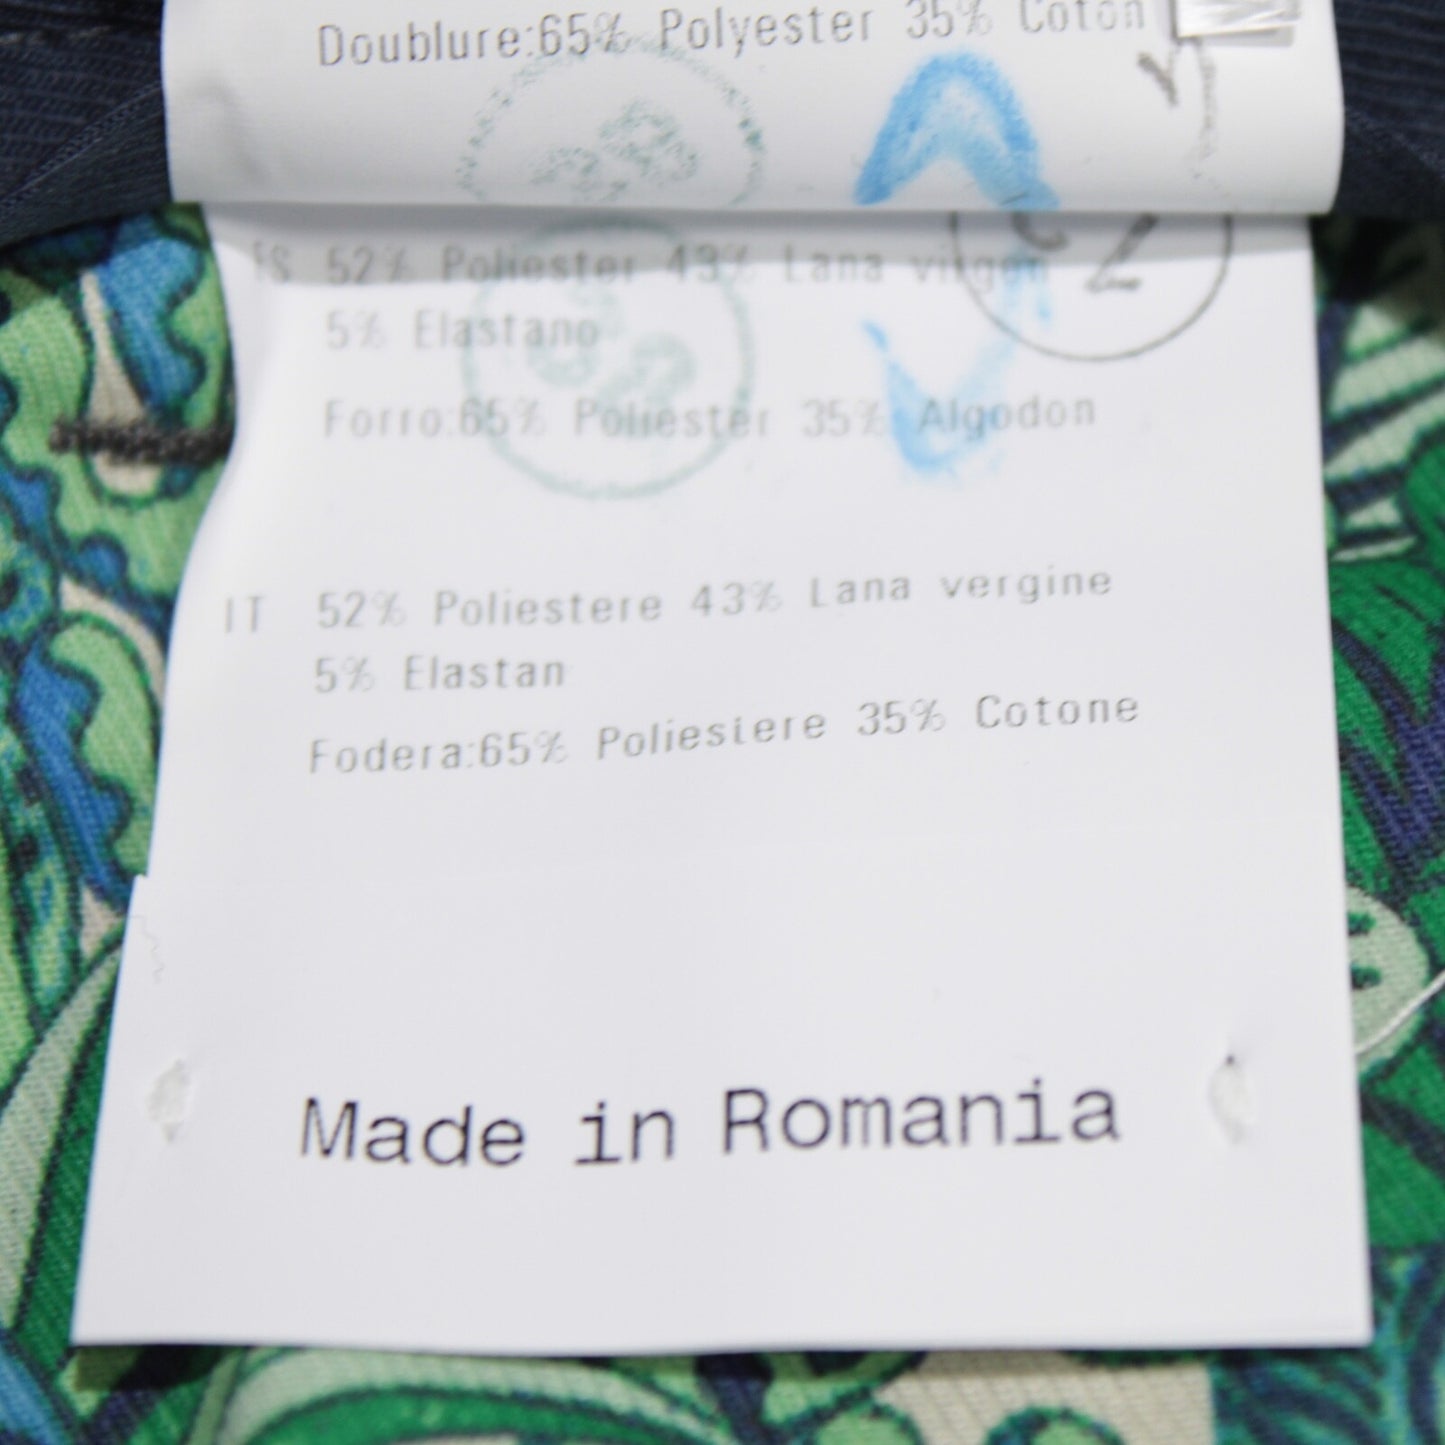 Doublure:65% Polyester 35% Coton
ES 52% Poliester 43% Lana virgen
5% Elastano
Forro:65% Poliester 35% Algodon
IT 52% Poliestere 43% Lana vergine
5% Elastan
Fodera:65% Poliestere 35% Cotone
Made in Romania